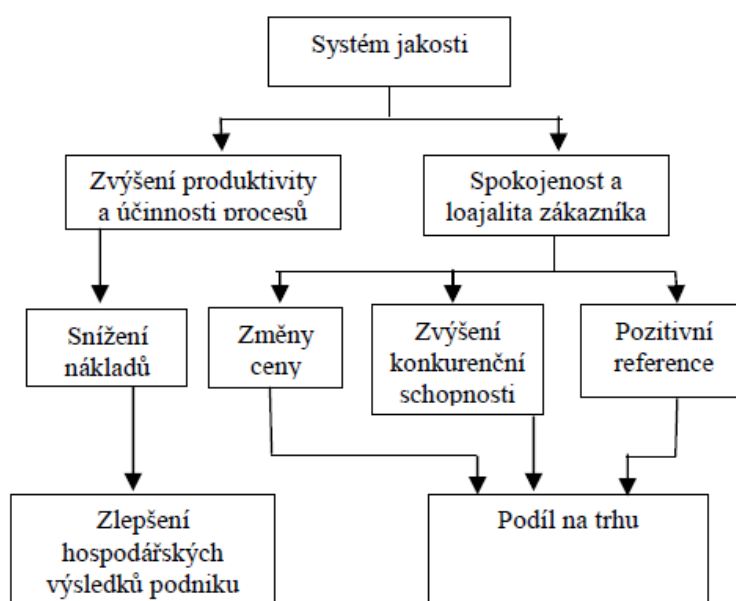 Systém jakosti
Zvýšení produktivity
a účinnosti procesů
Spokojenost a
loajalita zákazníka
Snížení
nákladů
Změny
ceny
Zvýšení
konkurenční
schopnosti
Pozitivní
reference
Zlepšení
hospodářských
výsledků podniku
Podíl na trhu